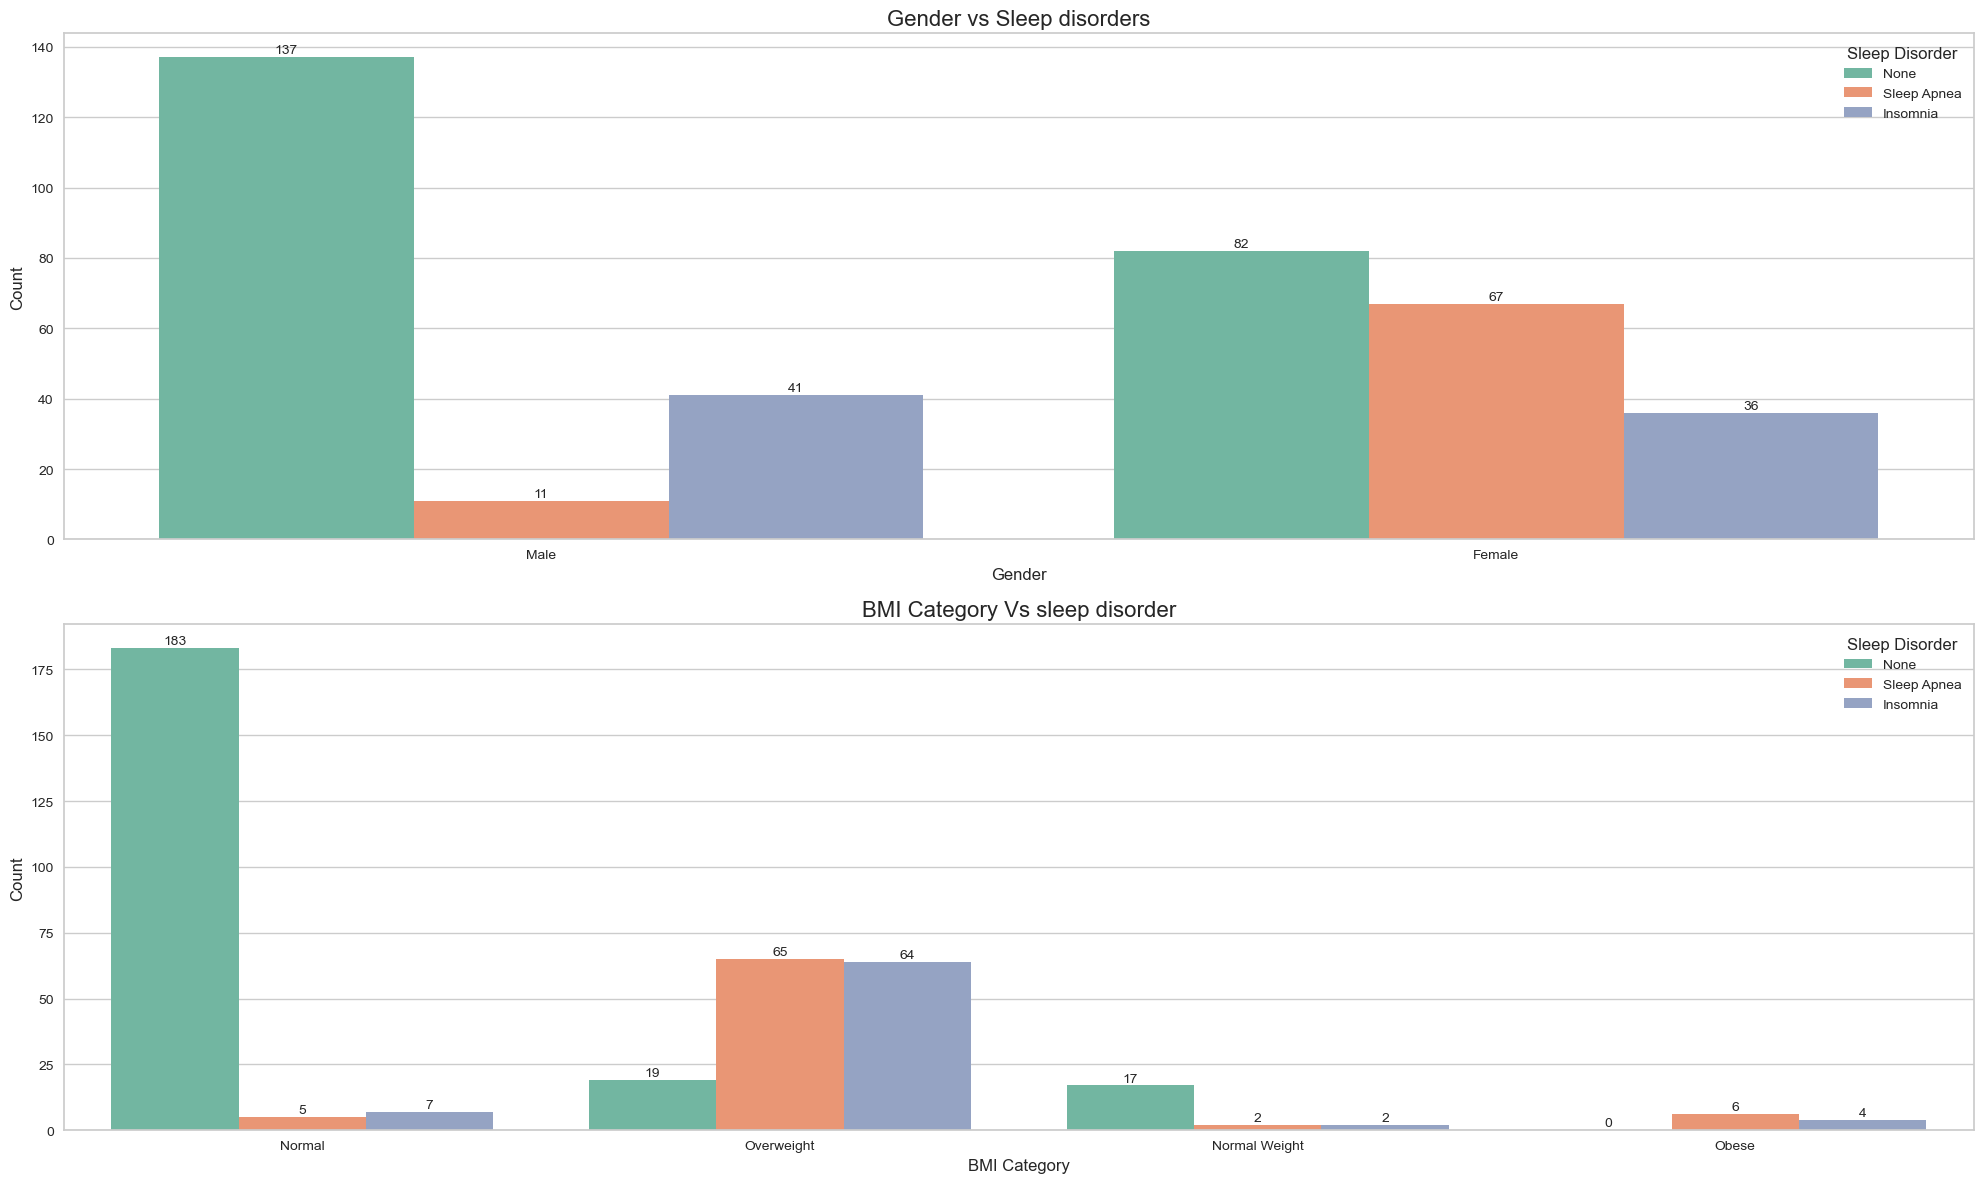 Gender vs Sleep disorders
Sleep Disorder
None
Sleep Apnea
Insomnia
140
120
100
80
60
40
20
0
Count
137
11
41
82
67
36
Male
Female
Gender
BMI Category Vs sleep disorder
Sleep Disorder
None
Sleep Apnea
Insomnia
175
150
125
100
75
50
25
0
Count
183
5
7
19
65
64
17
2
2
0
6
4
Normal
Overweight
Normal Weight
Obese
BMI Category